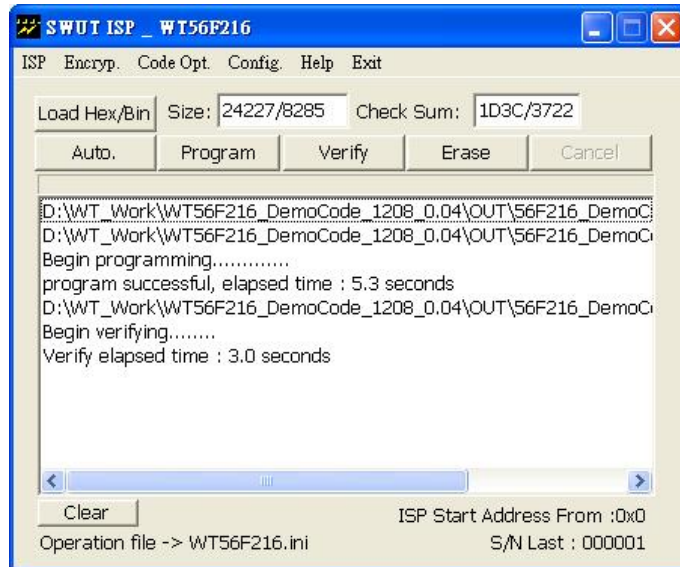 SWUT ISP _ WT56F216
ISP Encryp. Code Opt. Config. Help Exit
Load Hex/Bin Size: 24227/8285 Check Sum: 1D3C/3722
Auto. Program Verify Erase Cancel
D:\WT_Work\WT56F216_DemoCode_1208_0.04\OUT\56F216_DemoC
D:\WT_Work\WT56F216_DemoCode_1208_0.04\OUT\56F216_DemoC
Begin programming.............
program successful, elapsed time : 5.3 seconds
D:\WT_Work\WT56F216_DemoCode_1208_0.04\OUT\56F216_DemoC
Begin verifying........
Verify elapsed time : 3.0 seconds
Clear ISP Start Address From :0x0
Operation file -> WT56F216.ini S/N Last : 000001